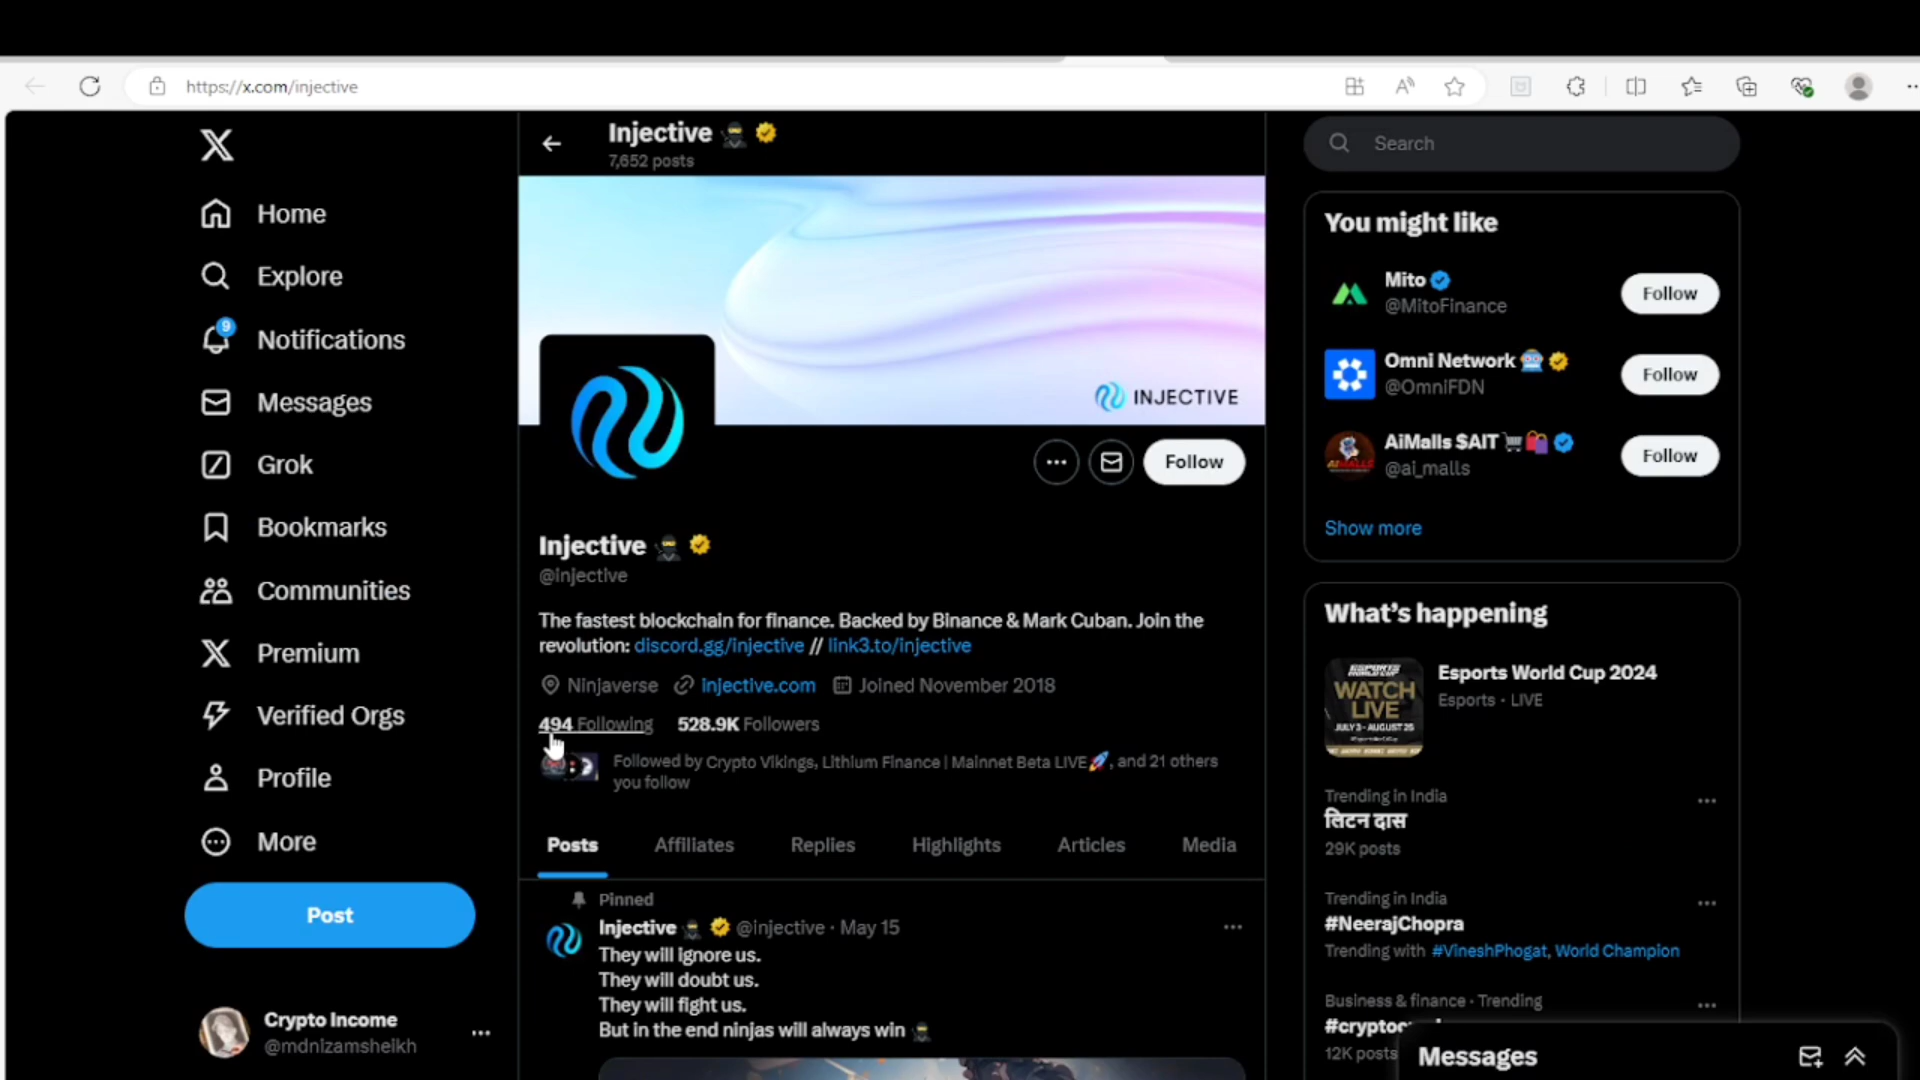 https://x.com/injective
Injective
7,652 posts
Search
Home
Explore
9
Notifications
Messages
Grok
Bookmarks
Communities
Premium
Verified Orgs
Profile
More
Post
Crypto Income
@mdnizamsheikh
INJECTIVE
Follow
Injective
@injective
The fastest blockchain for finance. Backed by Binance & Mark Cuban. Join the
revolution: discord.gg/injective // link3.to/injective
Ninjaverse injective.com Joined November 2018
494 Following 528.9K Followers
Followed by Crypto Vikings, Lithium Finance | Mainnet Beta LIVE🚀, and 21 others
you follow
Posts Affiliates Replies Highlights Articles Media
Pinned
Injective @injective · May 15
They will ignore us.
They will doubt us.
They will fight us.
But in the end ninjas will always win
You might like
Mito
@MitoFinance
Follow
Omni Network
@OmniFDN
Follow
AiMalls $AIT
@ai_malls
Follow
Show more
What's happening
WATCH
LIVE
JULY 3 - AUGUST 25
Esports World Cup 2024
Esports · LIVE
Trending in India
लिटन दास
29K posts
Trending in India
#NeerajChopra
Trending with #VineshPhogat, World Champion
Business & finance · Trending
12K posts
Messages